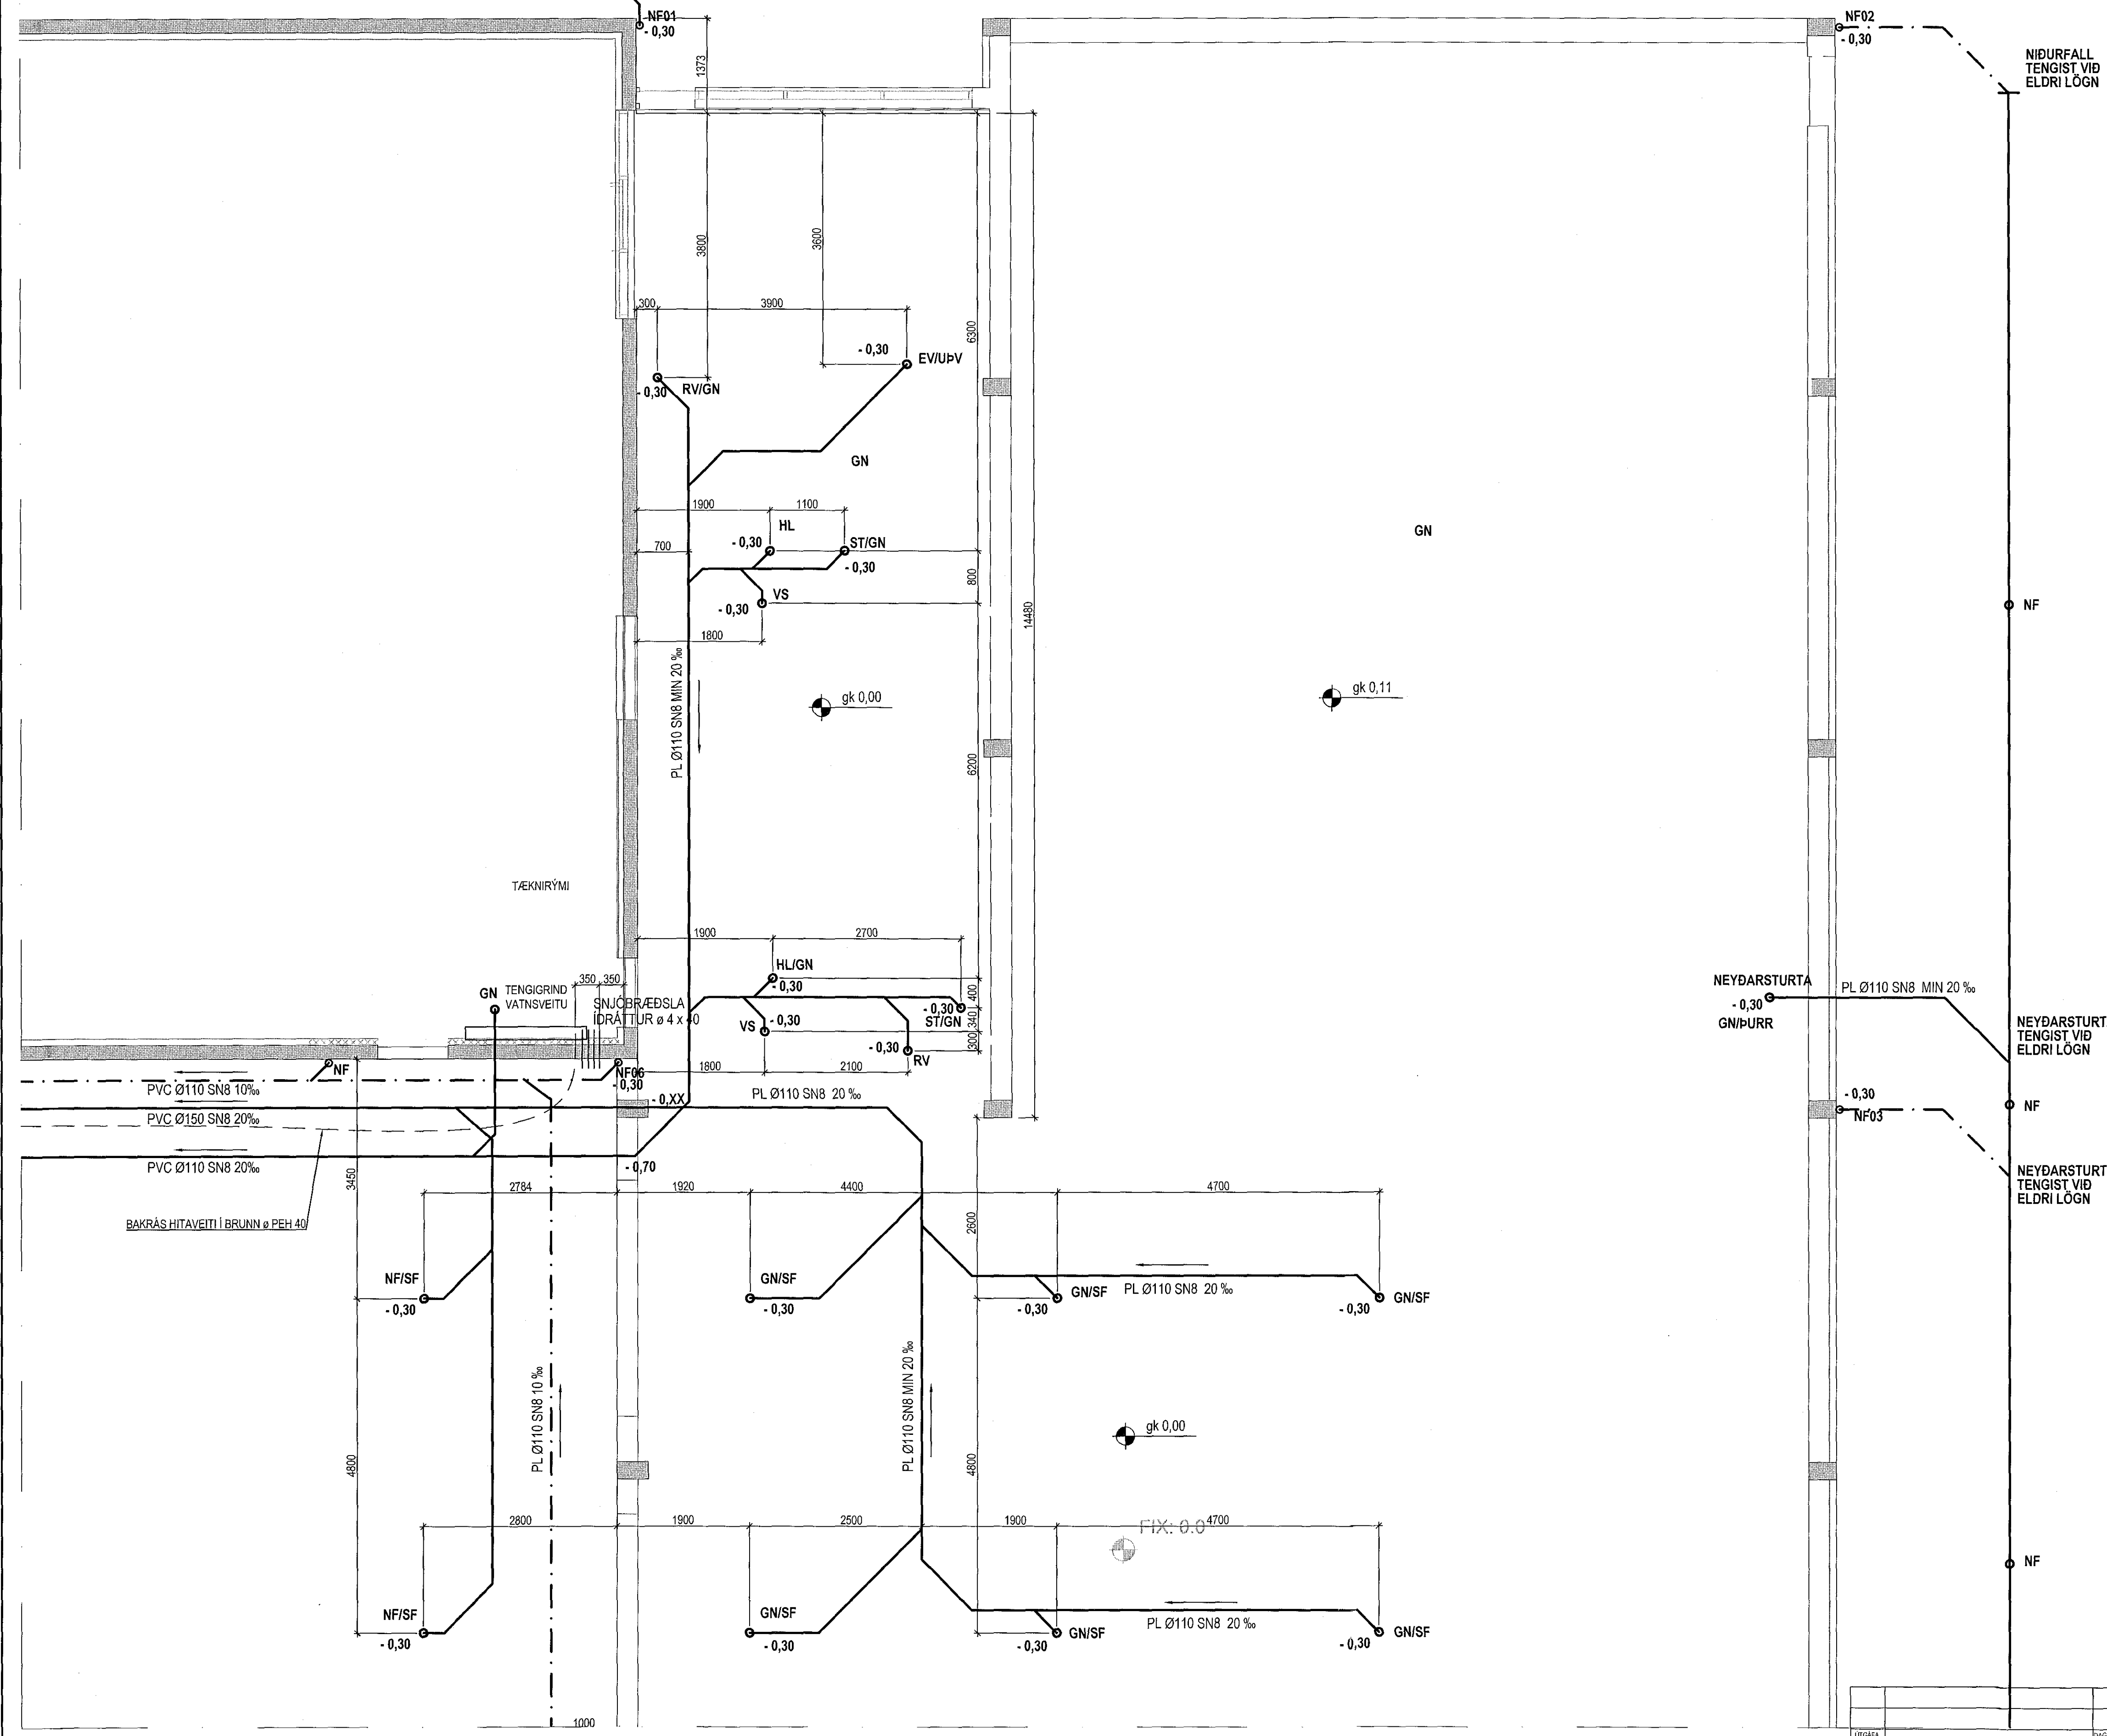 NF01
- 0,30
NF02
- 0,30
NIÐURFALL
TENGIST VIÐ
ELDRI LÖGN
1373
3800
3600
300
3900
6300
- 0,30
EV/UÞV
- 0,30
RV/GN
GN
1900
1100
HL
- 0,30
ST/GN
- 0,30
700
800
14480
VS
- 0,30
1800
GN
NF
PL Ø110 SN8 MIN 20 ‰
gk 0,00
gk 0,11
6200
TÆKNIRÝMI
1900
2700
HL/GN
- 0,30
400
340
300
GN
TENGIGRIND
VATNSVEITU
350
350
SNJÓBRÆÐSLA
ÍDRÁTTUR ø 4 x 40
VS
- 0,30
- 0,30
ST/GN
- 0,30
RV
NEYÐARSTURTA
- 0,30
GN/ÞURR
PL Ø110 SN8 MIN 20 ‰
NEYÐARSTURT
TENGIST VIÐ
ELDRI LÖGN
NF
NF06
- 0,30
1800
2100
PVC Ø110 SN8 10‰
- 0,XX
PL Ø110 SN8 20 ‰
- 0,30
NF03
NF
PVC Ø150 SN8 20‰
PVC Ø110 SN8 20‰
- 0,70
3450
2784
1920
4400
4700
2600
NEYÐARSTURT
TENGIST VIÐ
ELDRI LÖGN
BAKRÁS HITAVEITI Í BRUNN ø PEH 40
NF/SF
- 0,30
GN/SF
- 0,30
GN/SF
- 0,30
PL Ø110 SN8 20 ‰
GN/SF
- 0,30
PL Ø110 SN8 10 ‰
PL Ø110 SN8 MIN 20 ‰
4800
4800
gk 0,00
2800
1900
2500
1900
4700
FIX: 0.0
NF
NF/SF
- 0,30
GN/SF
- 0,30
GN/SF
- 0,30
PL Ø110 SN8 20 ‰
GN/SF
- 0,30
1000
ÚTGÁFA